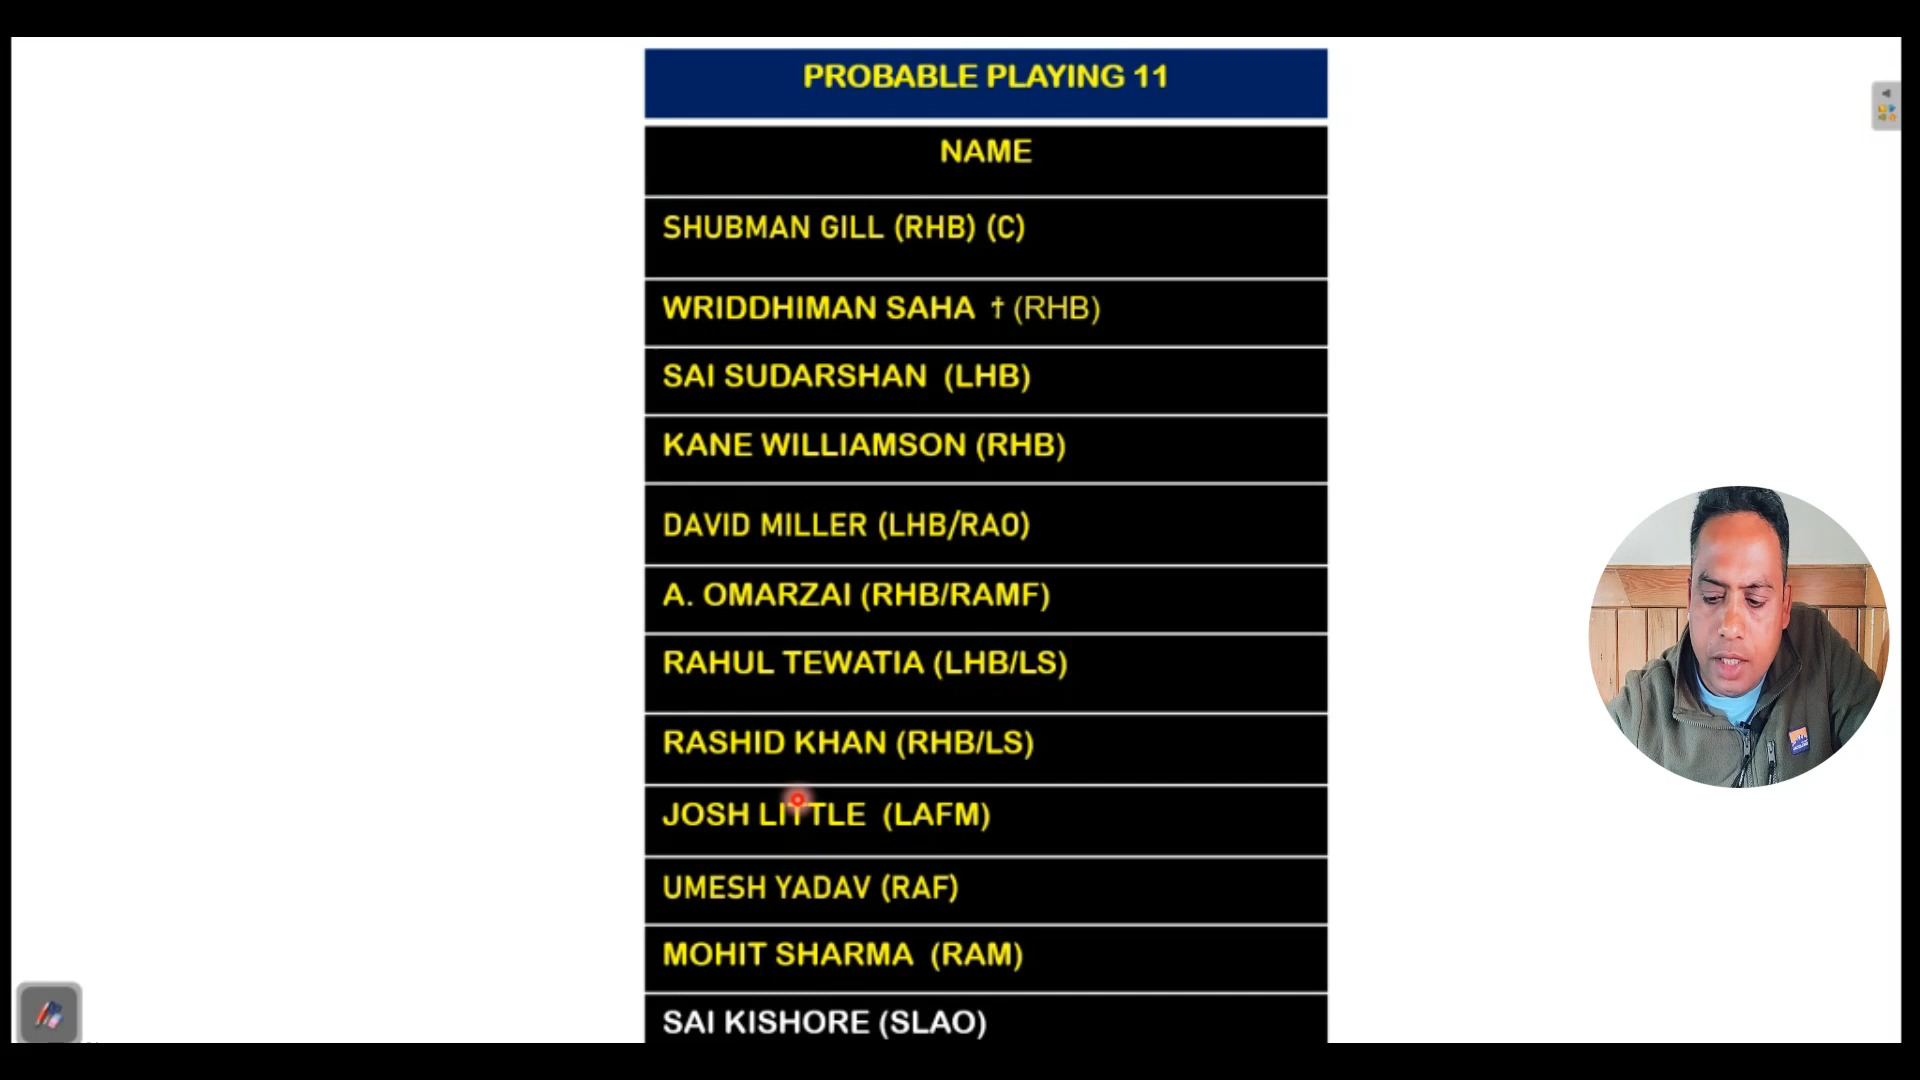 PROBABLE PLAYING 11
NAME
SHUBMAN GILL (RHB) (C)
WRIDDHIMAN SAHA † (RHB)
SAI SUDARSHAN (LHB)
KANE WILLIAMSON (RHB)
DAVID MILLER (LHB/RAO)
A. OMARZAI (RHB/RAMF)
RAHUL TEWATIA (LHB/LS)
RASHID KHAN (RHB/LS)
JOSH LITTLE (LAFM)
UMESH YADAV (RAF)
MOHIT SHARMA (RAM)
SAI KISHORE (SLAO)